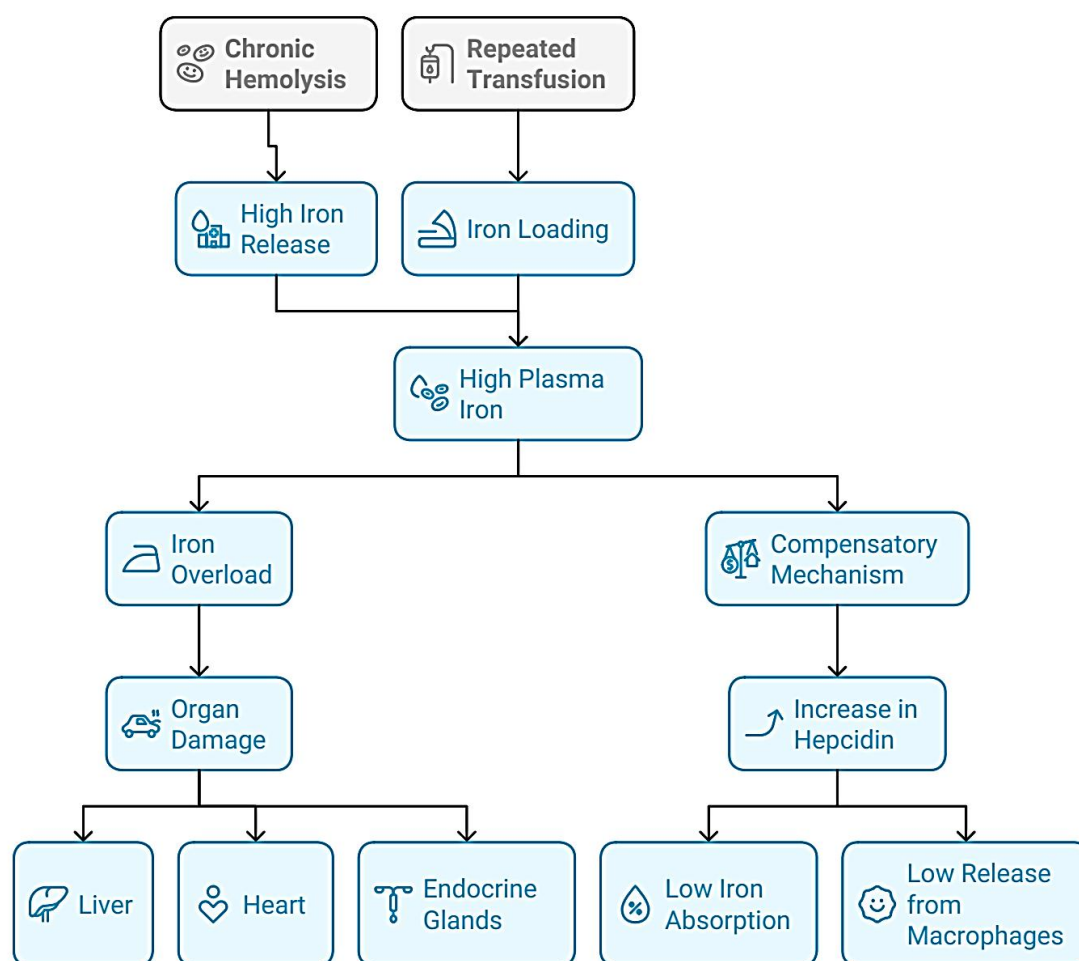 Chronic
Hemolysis
Repeated
Transfusion
High Iron
Release
Iron Loading
High Plasma
Iron
Iron
Overload
Compensatory
Mechanism
Organ
Damage
Increase in
Hepcidin
Liver
Heart
Endocrine
Glands
Low Iron
Absorption
Low Release
from
Macrophages